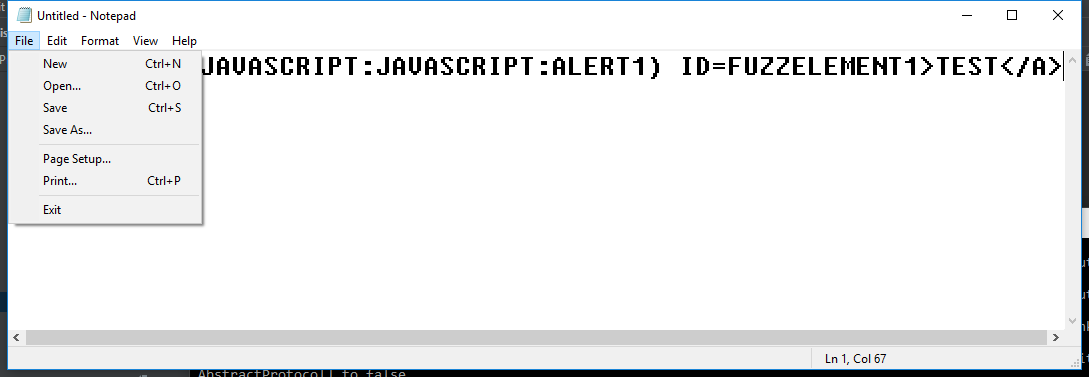 Untitled - Notepad
File Edit Format View Help
New Ctrl+N
Open... Ctrl+O
Save Ctrl+S
Save As...
Page Setup...
Print... Ctrl+P
Exit
JAVASCRIPT:JAVASCRIPT:ALERT1) ID=FUZZELEMENT1>TEST</A>
Ln 1, Col 67
AbstractProtocol] to false